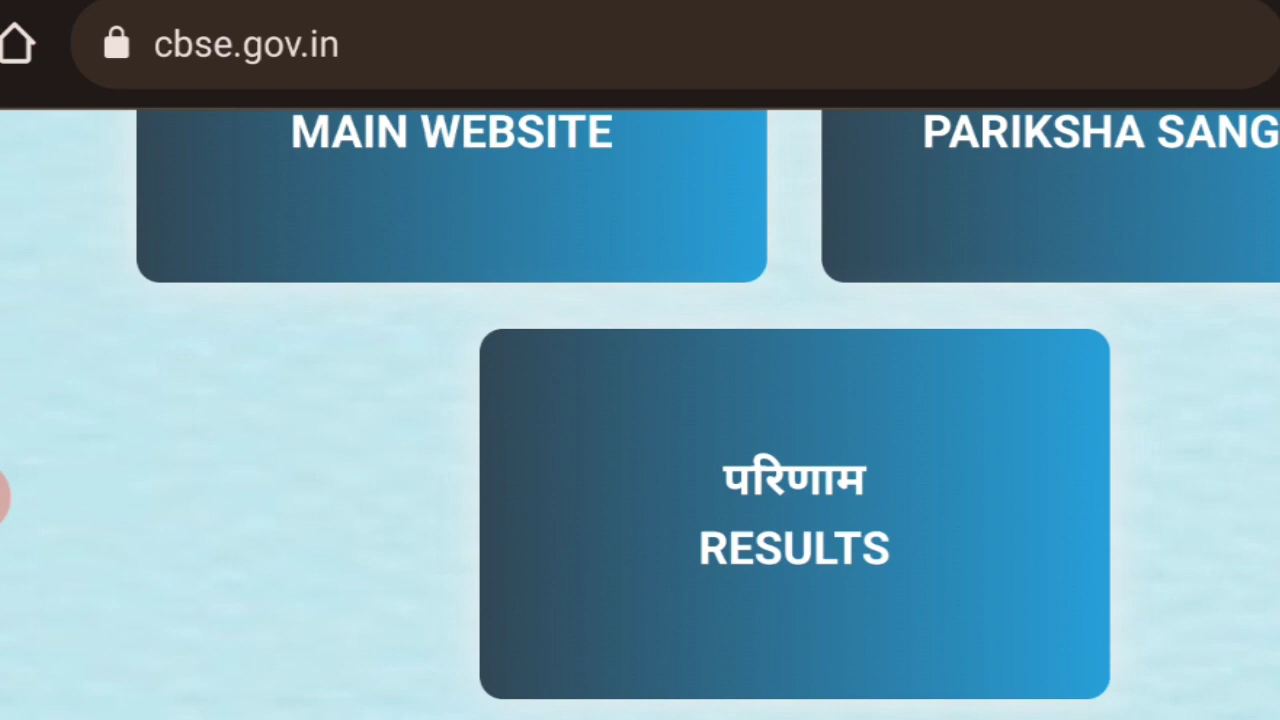 cbse.gov.in
MAIN WEBSITE
PARIKSHA SANG
परिणाम
RESULTS